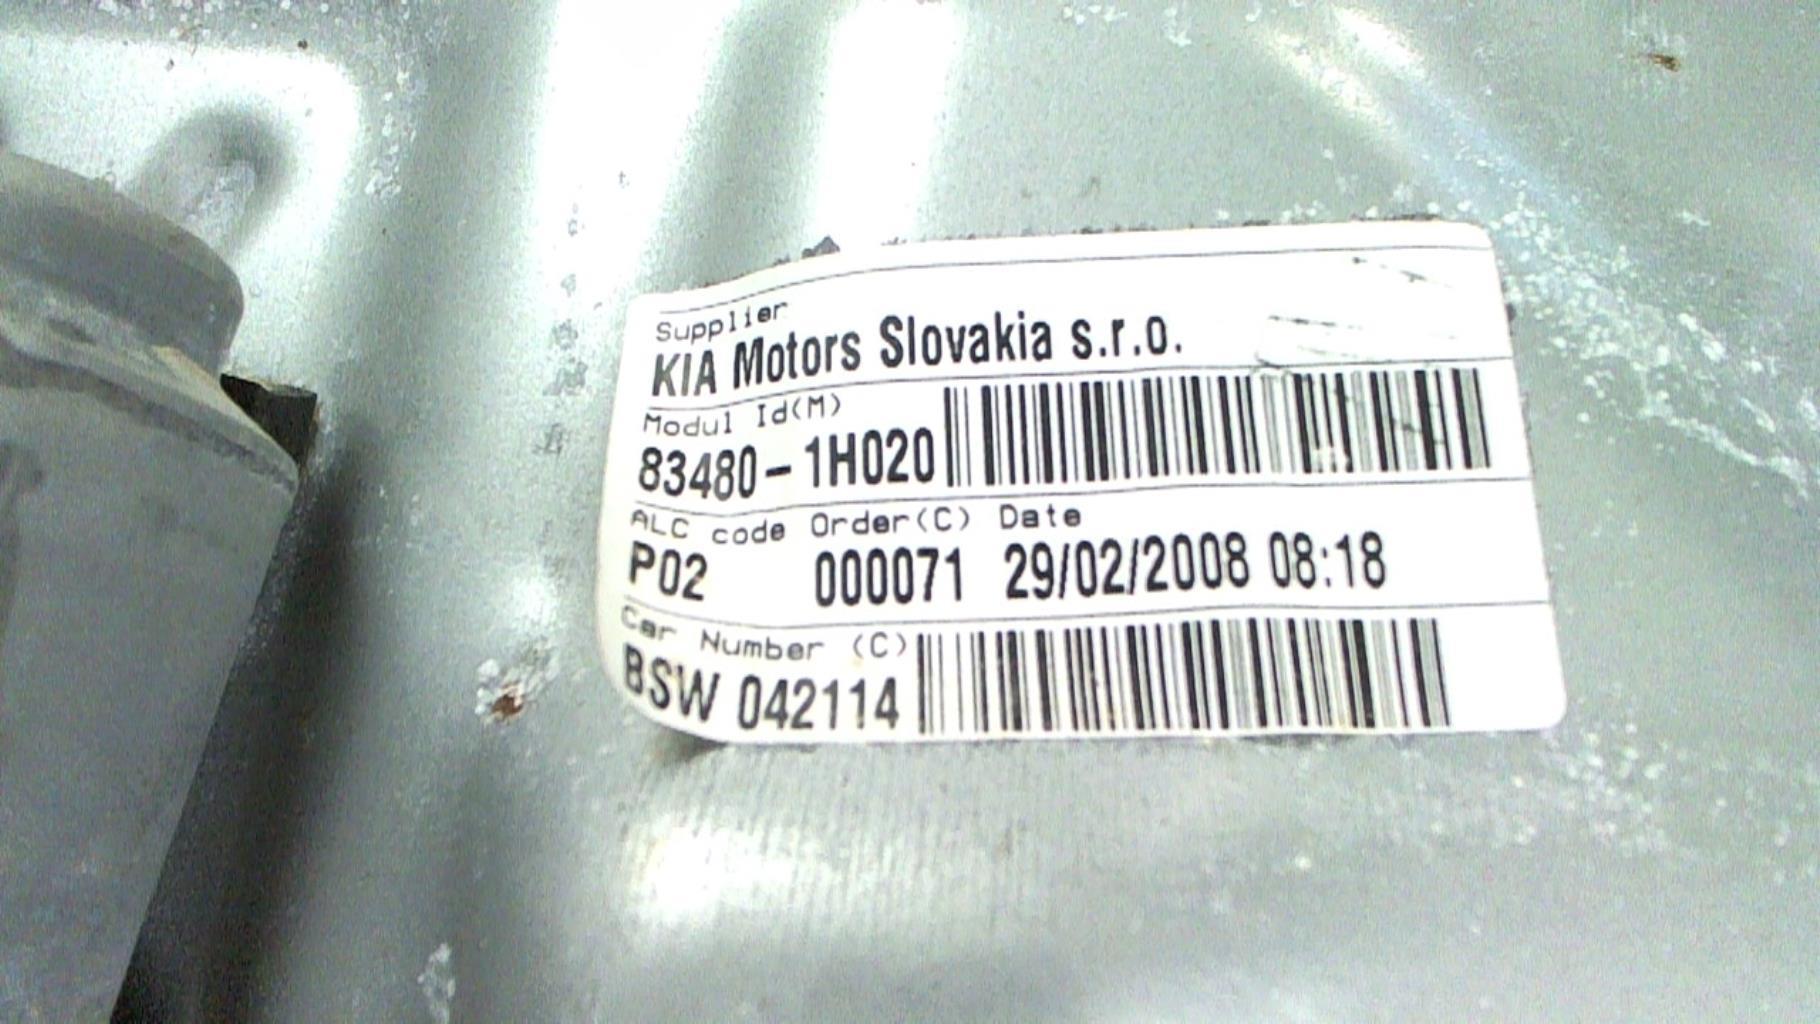 Supplier
KIA Motors Slovakia s.r.o.
Modul Id(M)
83480-1H020
ALC code Order(C) Date
P02 000071 29/02/2008 08:18
Car Number (C)
BSW 042114